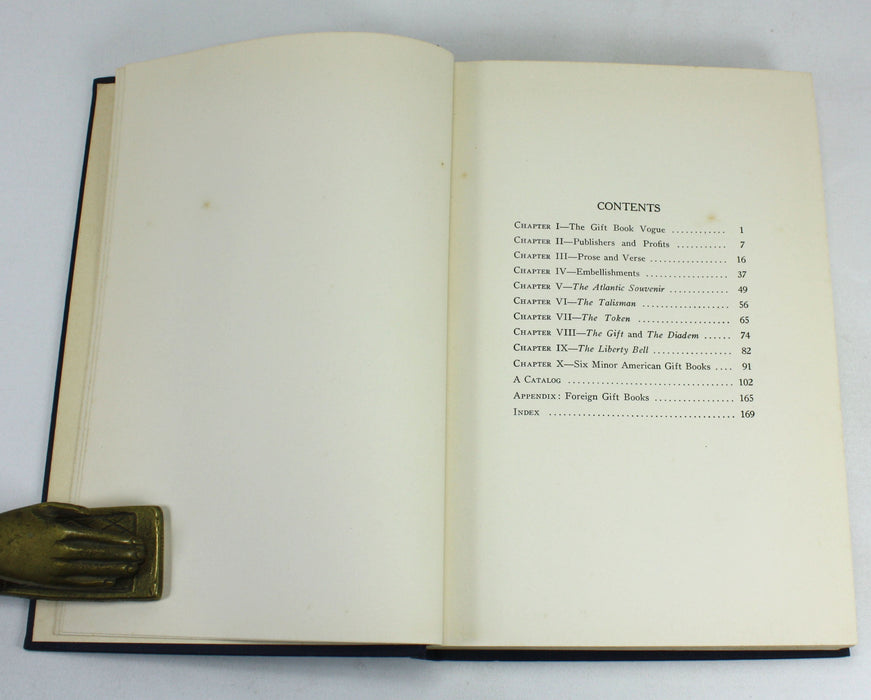 CONTENTS
Chapter I—The Gift Book Vogue ............ 1
Chapter II—Publishers and Profits ........... 7
Chapter III—Prose and Verse ................ 16
Chapter IV—Embellishments ................. 37
Chapter V—The Atlantic Souvenir ............ 49
Chapter VI—The Talisman .................. 56
Chapter VII—The Token ................... 65
Chapter VIII—The Gift and The Diadem ...... 74
Chapter IX—The Liberty Bell ................ 82
Chapter X—Six Minor American Gift Books .... 91
A Catalog .................................. 102
Appendix: Foreign Gift Books ................ 165
Index ...................................... 169